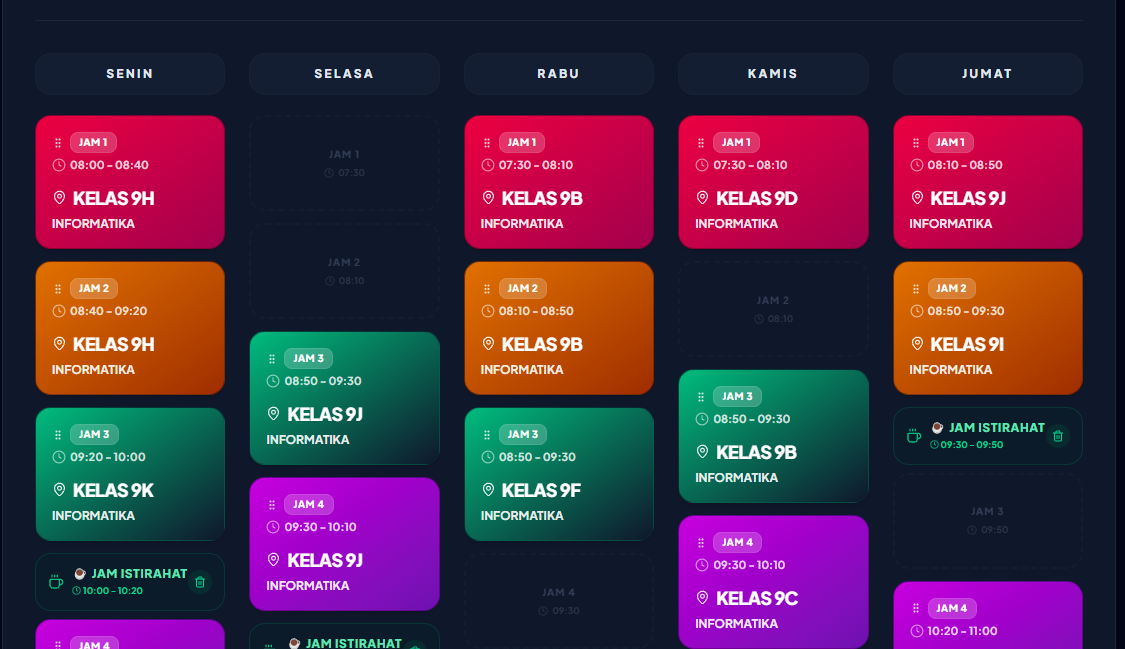 SENIN
SELASA
RABU
KAMIS
JUMAT
JAM 1
08:00 - 08:40
KELAS 9H
INFORMATIKA
JAM 2
08:40 - 09:20
KELAS 9H
INFORMATIKA
JAM 3
09:20 - 10:00
KELAS 9K
INFORMATIKA
JAM ISTIRAHAT
10:00 - 10:20
JAM 4
JAM 1
07:30
JAM 2
08:10
JAM 3
08:50 - 09:30
KELAS 9J
INFORMATIKA
JAM 4
09:30 - 10:10
KELAS 9J
INFORMATIKA
JAM ISTIRAHAT
JAM 1
07:30 - 08:10
KELAS 9B
INFORMATIKA
JAM 2
08:10 - 08:50
KELAS 9B
INFORMATIKA
JAM 3
08:50 - 09:30
KELAS 9F
INFORMATIKA
JAM 4
09:30
JAM 1
07:30 - 08:10
KELAS 9D
INFORMATIKA
JAM 2
08:10
JAM 3
08:50 - 09:30
KELAS 9B
INFORMATIKA
JAM 4
09:30 - 10:10
KELAS 9C
INFORMATIKA
JAM 1
08:10 - 08:50
KELAS 9J
INFORMATIKA
JAM 2
08:50 - 09:30
KELAS 9I
INFORMATIKA
JAM ISTIRAHAT
09:30 - 09:50
JAM 3
09:50
JAM 4
10:20 - 11:00